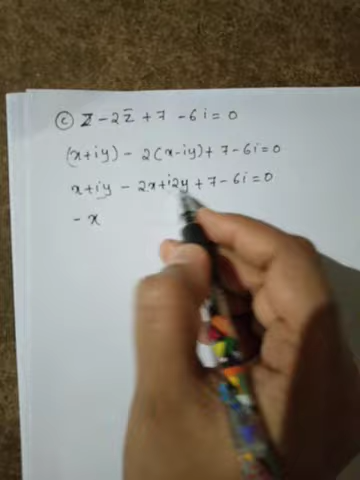 ⓒ Z - 2z̄ + 7 - 6i = 0
(x+iy) - 2(x-iy) + 7 - 6i = 0
x+iy - 2x+i2y + 7 - 6i = 0
- x